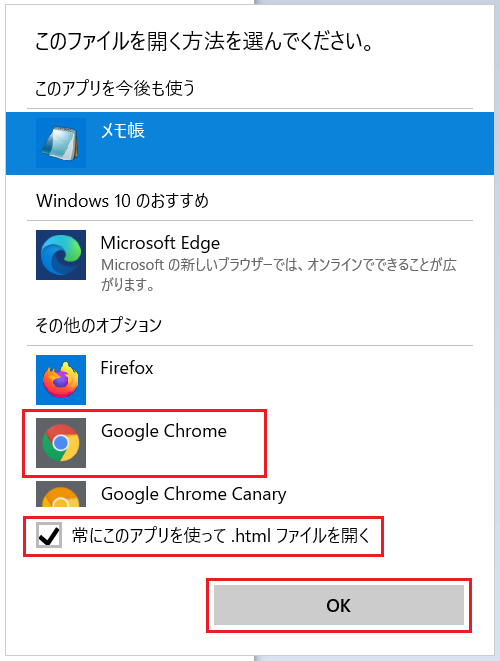 このファイルを開く方法を選んでください。
このアプリを今後も使う
メモ帳
Windows 10 のおすすめ
Microsoft Edge
Microsoft の新しいブラウザーでは、オンラインでできることが広
がります。
その他のオプション
Firefox
Google Chrome
Google Chrome Canary
常にこのアプリを使って .html ファイルを開く
OK